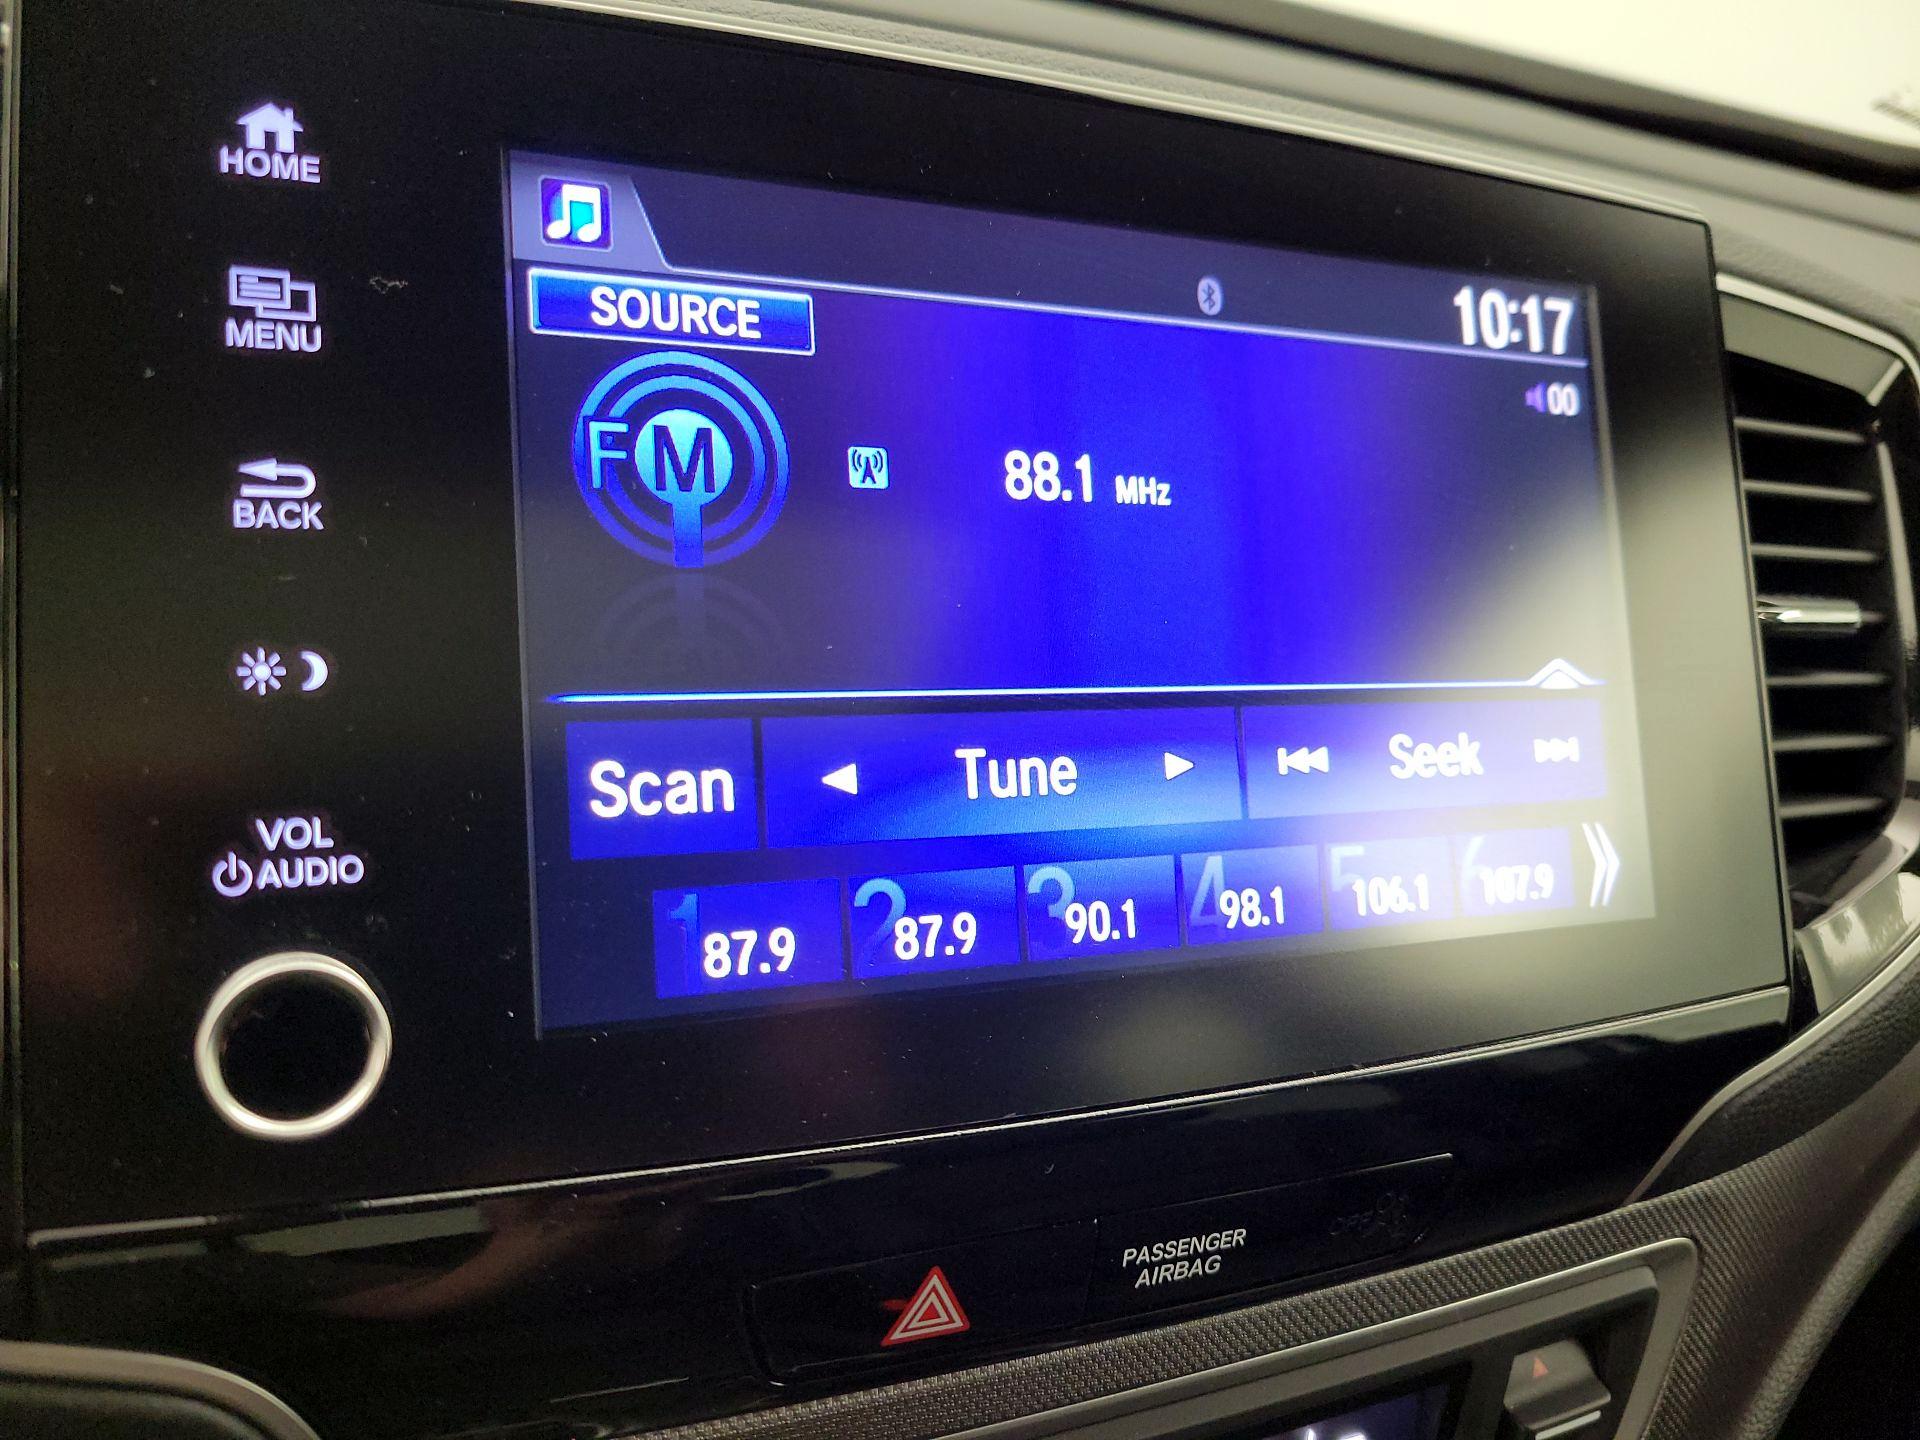 HOME
MENU
BACK
VOL
AUDIO
SOURCE
10:17
00
FM
88.1 MHz
Scan
Tune
Seek
1 87.9
2 87.9
3 90.1
4 98.1
5 106.1
6 107.9
PASSENGER
AIRBAG